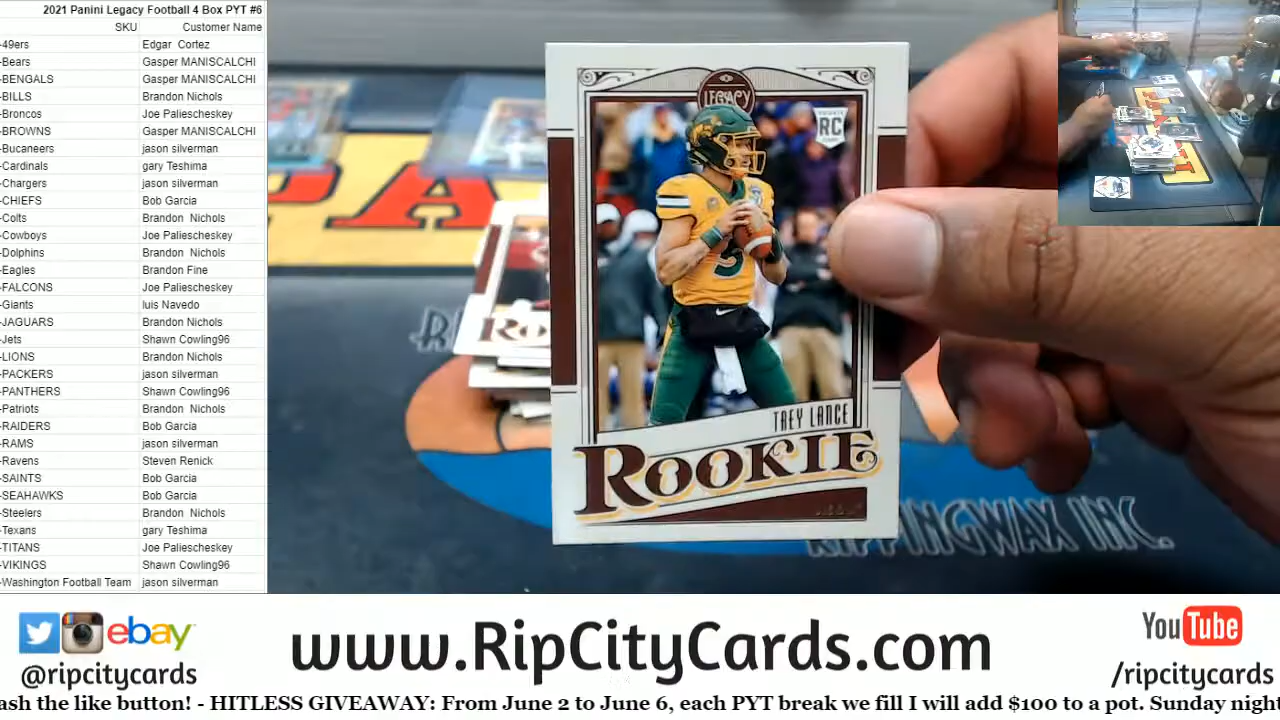 2021 Panini Legacy Football 4 Box PYT #6
SKU Customer Name
-49ers Edgar Cortez
-Bears Gasper MANISCALCHI
-BENGALS Gasper MANISCALCHI
-BILLS Brandon Nichols
-Broncos Joe Paliescheskey
-BROWNS Gasper MANISCALCHI
-Bucaneers jason silverman
-Cardinals gary Teshima
-Chargers jason silverman
-CHIEFS Bob Garcia
-Colts Brandon Nichols
-Cowboys Joe Paliescheskey
-Dolphins Brandon Nichols
-Eagles Brandon Fine
-FALCONS Joe Paliescheskey
-Giants luis Navedo
-JAGUARS Brandon Nichols
-Jets Shawn Cowling96
-LIONS Brandon Nichols
-PACKERS jason silverman
-PANTHERS Shawn Cowling96
-Patriots Brandon Nichols
-RAIDERS Bob Garcia
-RAMS jason silverman
-Ravens Steven Renick
-SAINTS Bob Garcia
-SEAHAWKS Bob Garcia
-Steelers Brandon Nichols
-Texans gary Teshima
-TITANS Joe Paliescheskey
-VIKINGS Shawn Cowling96
-Washington Football Team jason silverman
LEGACY
ROOKIE
RC
5
TREY LANCE
ROOKIE
RO
RIPPINGWAX INC.
ebay
@ripcitycards
www.RipCityCards.com
YouTube
/ripcitycards
ash the like button! - HITLESS GIVEAWAY: From June 2 to June 6, each PYT break we fill I will add $100 to a pot. Sunday night